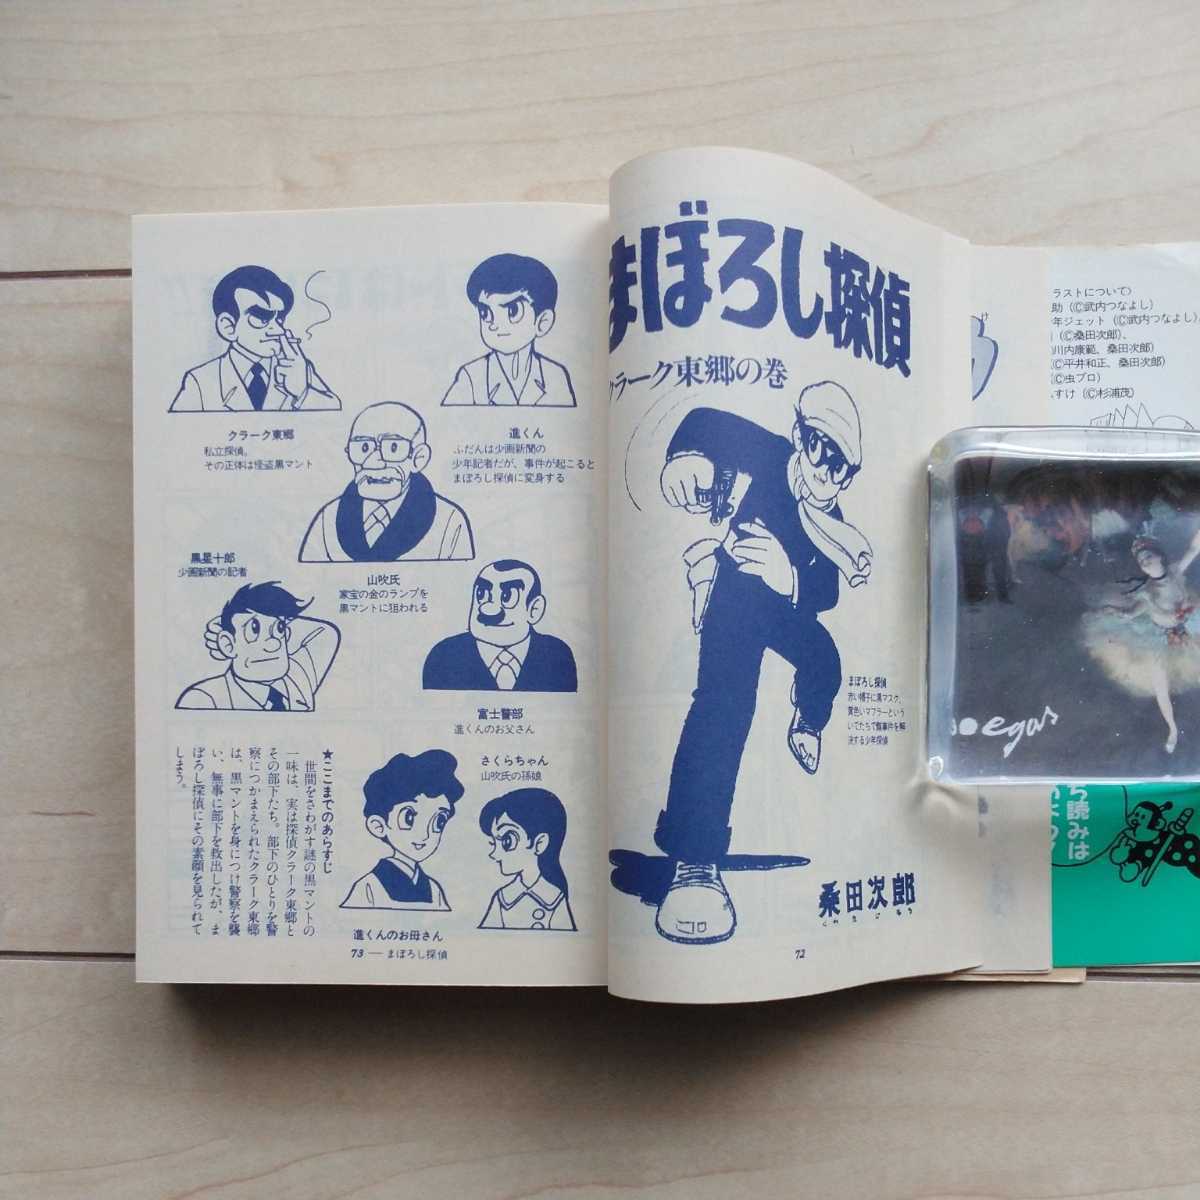 まぼろし探偵
クラーク東郷の巻
まぼろし探偵
赤い帽子に黒マスク、
黄色いマフラーという
いでたちで難事件を解
決する少年探偵
桑田次郎
くわたじろう
72
クラーク東郷
私立探偵。
その正体は怪盗黒マント
進くん
ふだんは少画新聞の
少年記者だが、事件が起こると
まぼろし探偵に変身する
黒星十郎
少画新聞の記者
山吹氏
家宝の金のランプを
黒マントに狙われる
富士警部
進くんのお父さん
さくらちゃん
山吹氏の孫娘
進くんのお母さん
★ここまでのあらすじ
世間をさわがす謎の黒マントの
一味は、実は探偵クラーク東郷と
その部下たち。部下のひとりを警
察につかまえられたクラーク東郷
は、黒マントを身につけ警察を襲
い、無事に部下を救出したが、ま
ぼろし探偵にその素顔を見られて
しまう。
73 — まぼろし探偵
ラストについて〉
助（©武内つなよし）
年ジェット（©武内つなよし）、
（©桑田次郎）、
川内康範、桑田次郎）
©平井和正、桑田次郎）
（©虫プロ）
すけ（©杉浦茂）
ち読みは
egas